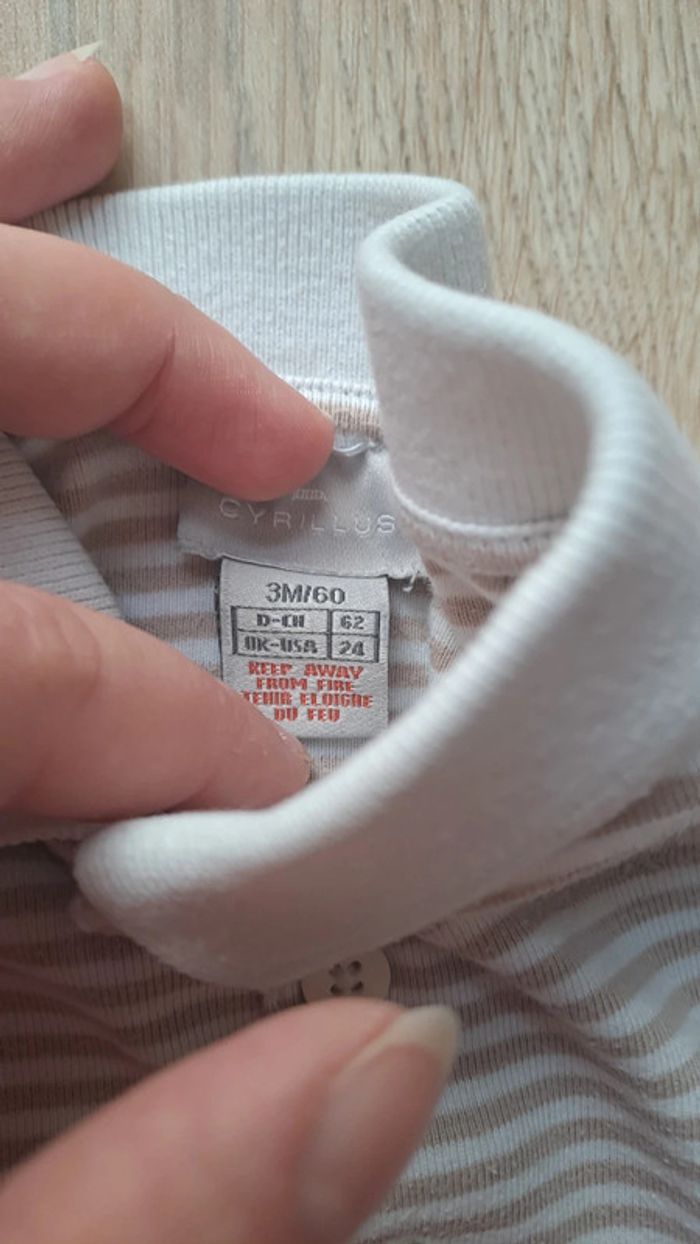 CYRILLUS
3M/60
D-CH 62
UK-USA 24
KEEP AWAY
FROM FIRE
TENIR ELOIGNE
DU FEU